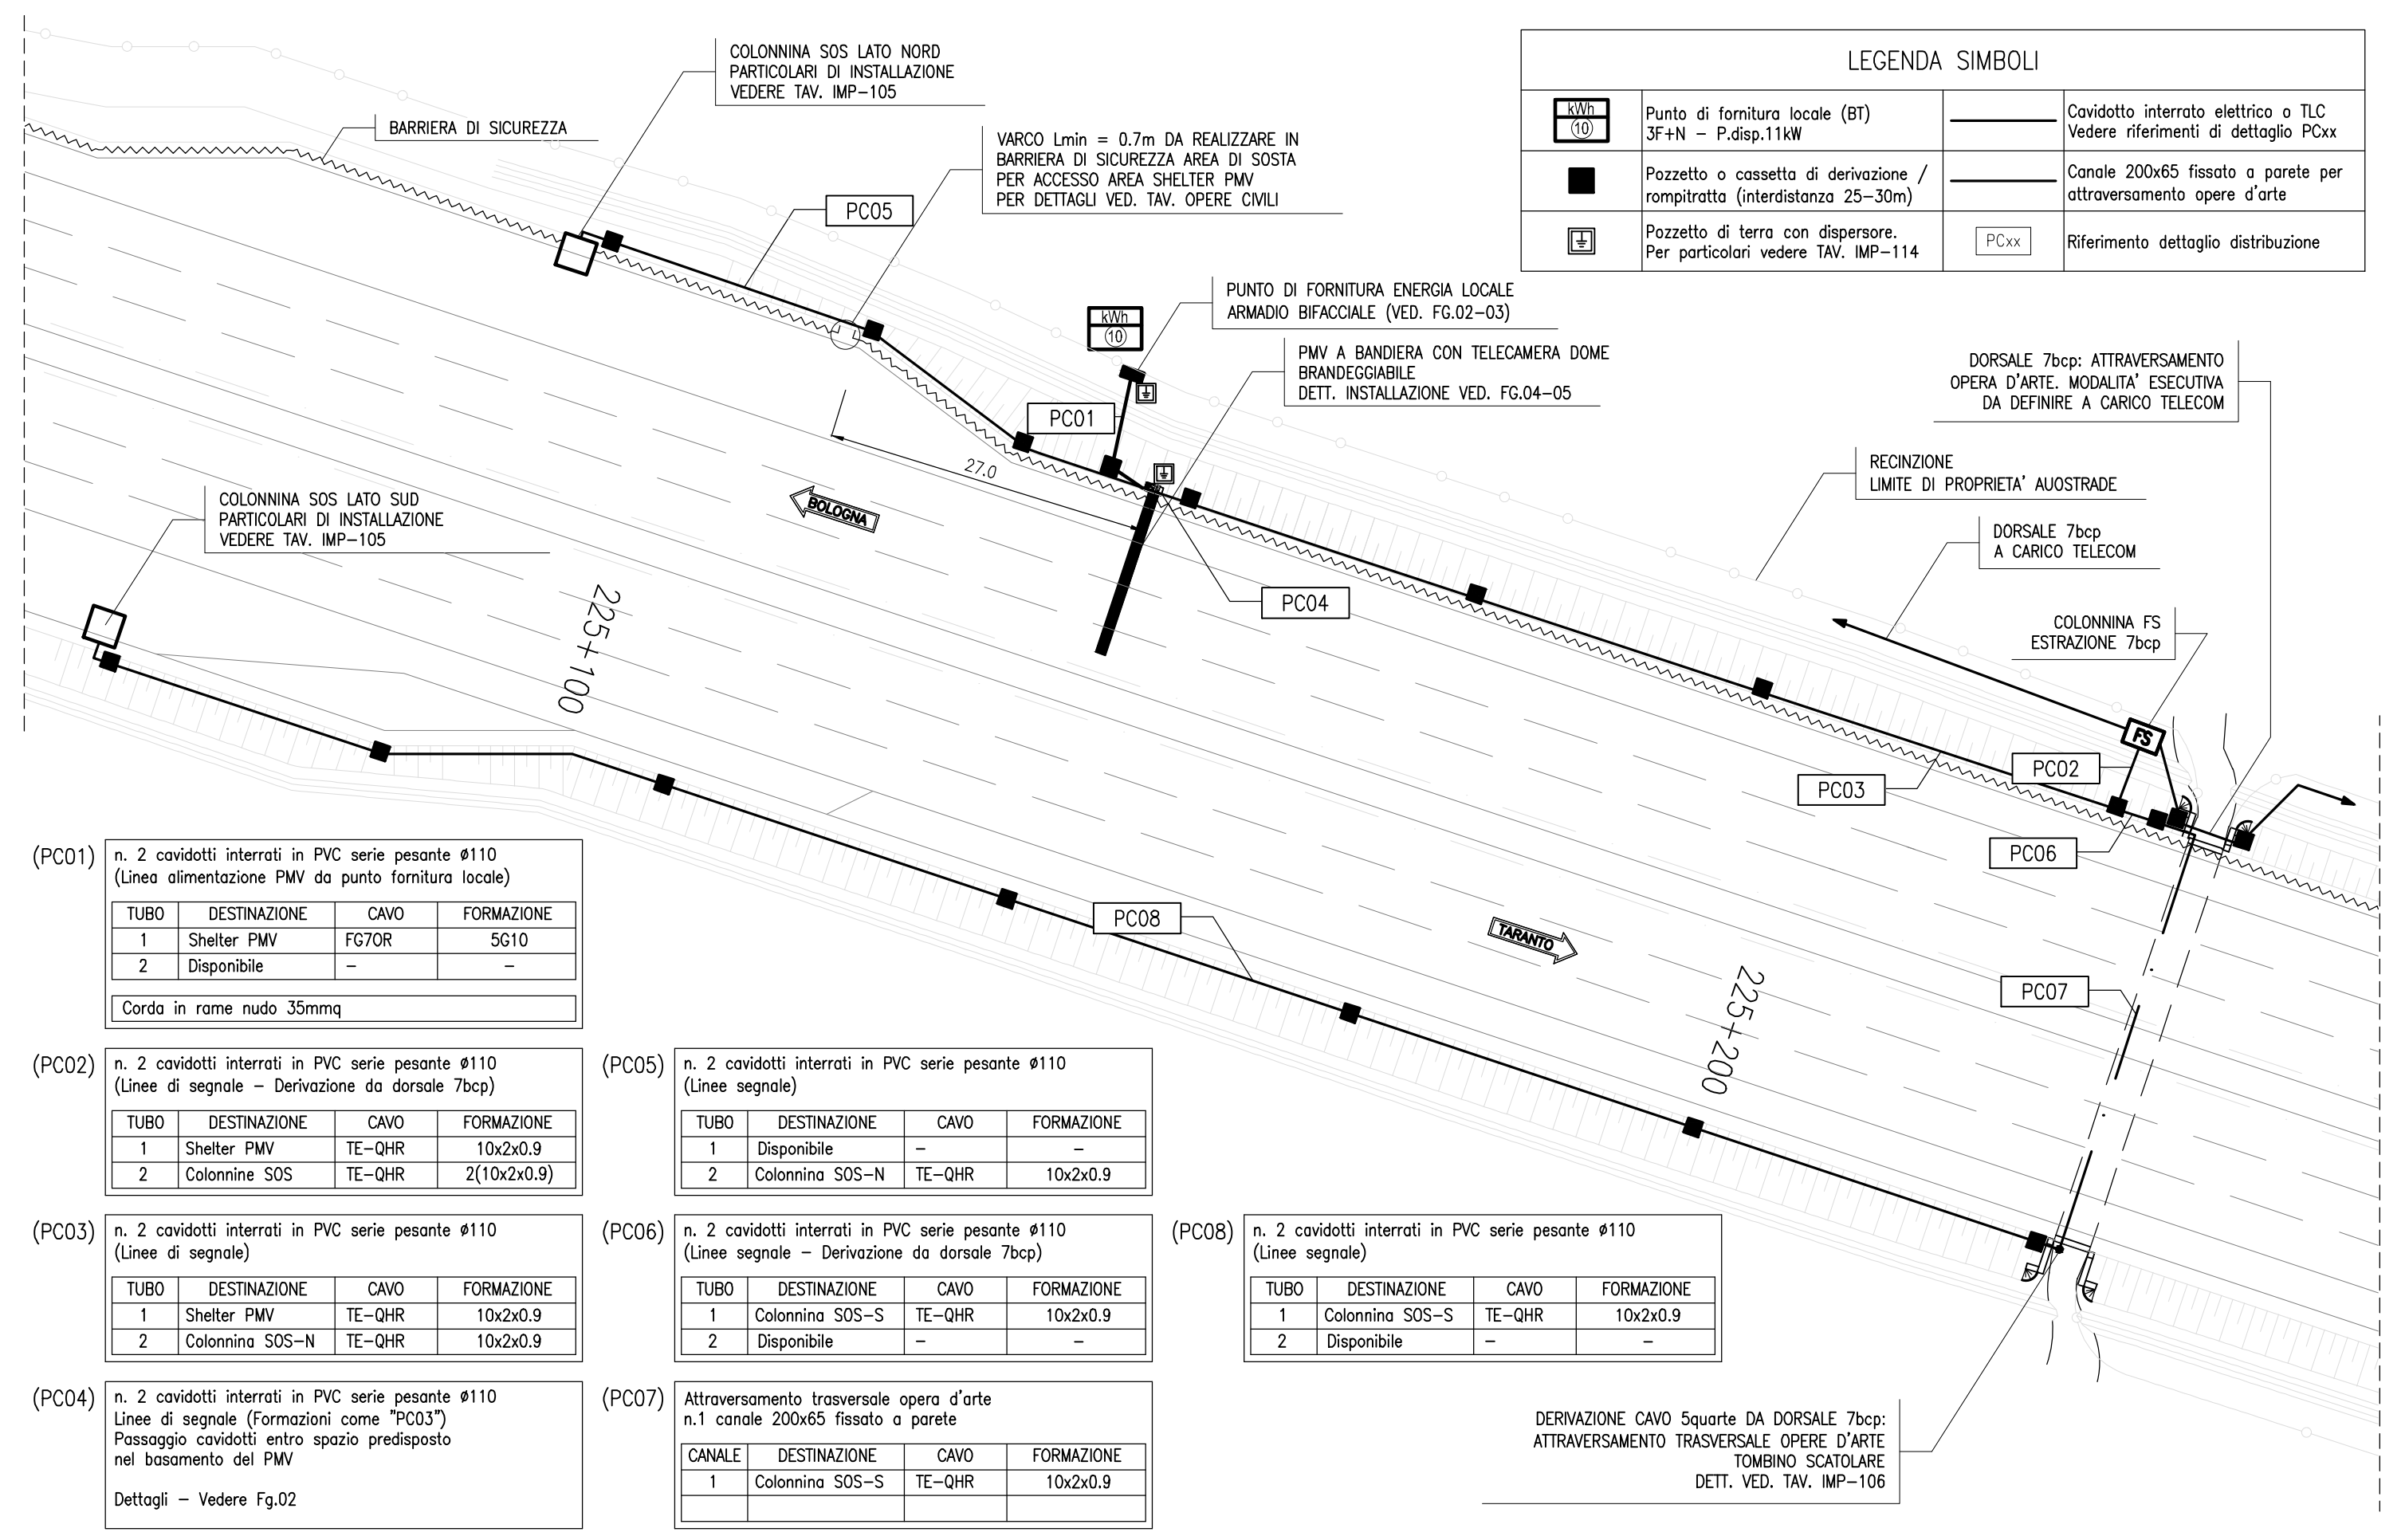 COLONNINA SOS LATO NORD
PARTICOLARI DI INSTALLAZIONE
VEDERE TAV. IMP-105
BARRIERA DI SICUREZZA
VARCO Lmin = 0.7m DA REALIZZARE IN
BARRIERA DI SICUREZZA AREA DI SOSTA
PER ACCESSO AREA SHELTER PMV
PER DETTAGLI VED. TAV. OPERE CIVILI
PC05
LEGENDA SIMBOLI
kWh
10
Punto di fornitura locale (BT)
3F+N - P.disp.11kW
Cavidotto interrato elettrico o TLC
Vedere riferimenti di dettaglio PCxx
Pozzetto o cassetta di derivazione /
rompitratta (interdistanza 25-30m)
Canale 200x65 fissato a parete per
attraversamento opere d'arte
Pozzetto di terra con dispersore.
Per particolari vedere TAV. IMP-114
PCxx
Riferimento dettaglio distribuzione
PUNTO DI FORNITURA ENERGIA LOCALE
ARMADIO BIFACCIALE (VED. FG.02-03)
kWh
10
PMV A BANDIERA CON TELECAMERA DOME
BRANDEGGIABILE
DETT. INSTALLAZIONE VED. FG.04-05
DORSALE 7bcp: ATTRAVERSAMENTO
OPERA D'ARTE. MODALITA' ESECUTIVA
DA DEFINIRE A CARICO TELECOM
PC01
27.0
RECINZIONE
LIMITE DI PROPRIETA' AUOSTRADE
BOLOGNA
COLONNINA SOS LATO SUD
PARTICOLARI DI INSTALLAZIONE
VEDERE TAV. IMP-105
DORSALE 7bcp
A CARICO TELECOM
PC04
COLONNINA FS
ESTRAZIONE 7bcp
225+100
FS
PC02
PC03
PC06
PC08
TARANTO
PC07
225+200
(PC01)
n. 2 cavidotti interrati in PVC serie pesante ø110
(Linea alimentazione PMV da punto fornitura locale)
TUBO DESTINAZIONE CAVO FORMAZIONE
1 Shelter PMV FG7OR 5G10
2 Disponibile - -
Corda in rame nudo 35mmq
(PC02)
n. 2 cavidotti interrati in PVC serie pesante ø110
(Linee di segnale - Derivazione da dorsale 7bcp)
TUBO DESTINAZIONE CAVO FORMAZIONE
1 Shelter PMV TE-QHR 10x2x0.9
2 Colonnine SOS TE-QHR 2(10x2x0.9)
(PC03)
n. 2 cavidotti interrati in PVC serie pesante ø110
(Linee di segnale)
TUBO DESTINAZIONE CAVO FORMAZIONE
1 Shelter PMV TE-QHR 10x2x0.9
2 Colonnina SOS-N TE-QHR 10x2x0.9
(PC04)
n. 2 cavidotti interrati in PVC serie pesante ø110
Linee di segnale (Formazioni come "PC03")
Passaggio cavidotti entro spazio predisposto
nel basamento del PMV
Dettagli - Vedere Fg.02
(PC05)
n. 2 cavidotti interrati in PVC serie pesante ø110
(Linee segnale)
TUBO DESTINAZIONE CAVO FORMAZIONE
1 Disponibile - -
2 Colonnina SOS-N TE-QHR 10x2x0.9
(PC06)
n. 2 cavidotti interrati in PVC serie pesante ø110
(Linee segnale - Derivazione da dorsale 7bcp)
TUBO DESTINAZIONE CAVO FORMAZIONE
1 Colonnina SOS-S TE-QHR 10x2x0.9
2 Disponibile - -
(PC07)
Attraversamento trasversale opera d'arte
n.1 canale 200x65 fissato a parete
CANALE DESTINAZIONE CAVO FORMAZIONE
1 Colonnina SOS-S TE-QHR 10x2x0.9
(PC08)
n. 2 cavidotti interrati in PVC serie pesante ø110
(Linee segnale)
TUBO DESTINAZIONE CAVO FORMAZIONE
1 Colonnina SOS-S TE-QHR 10x2x0.9
2 Disponibile - -
DERIVAZIONE CAVO 5quarte DA DORSALE 7bcp:
ATTRAVERSAMENTO TRASVERSALE OPERE D'ARTE
TOMBINO SCATOLARE
DETT. VED. TAV. IMP-106